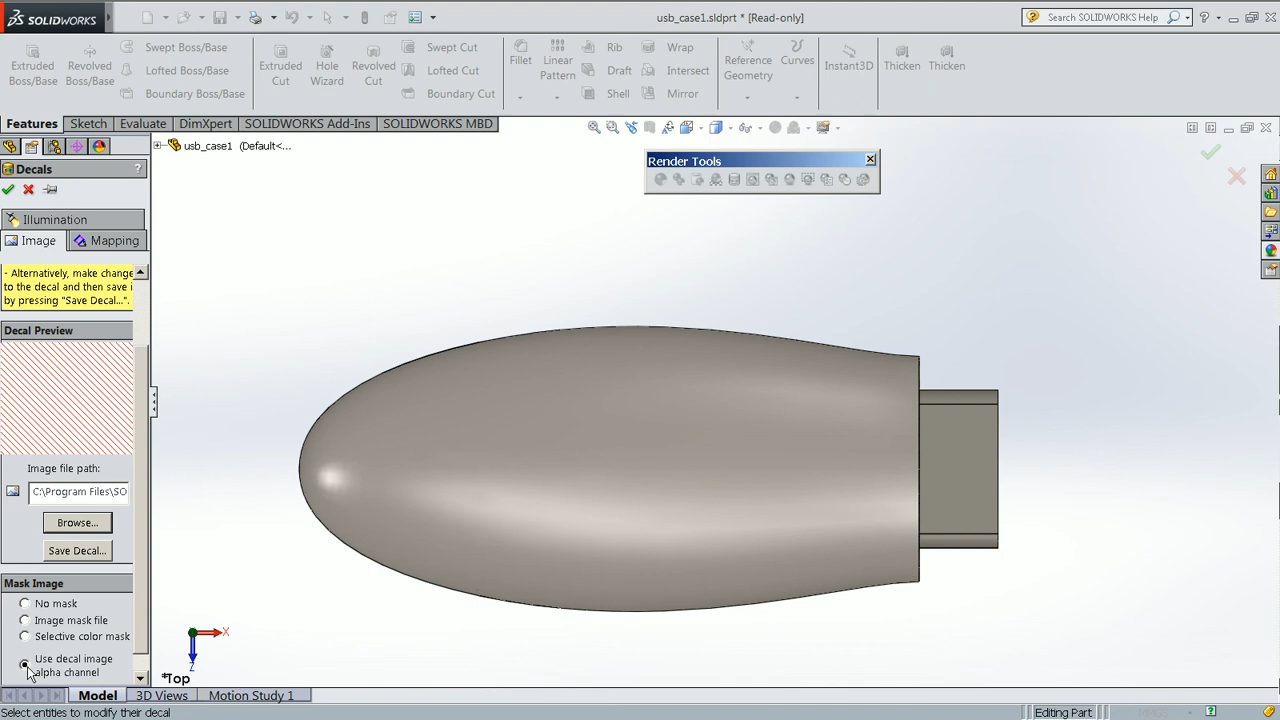 SOLIDWORKS
usb_case1.sldprt * [Read-only]
Search SOLIDWORKS Help
Extruded Boss/Base
Revolved Boss/Base
Swept Boss/Base
Lofted Boss/Base
Boundary Boss/Base
Extruded Cut
Hole Wizard
Revolved Cut
Swept Cut
Lofted Cut
Boundary Cut
Fillet
Linear Pattern
Rib
Draft
Shell
Wrap
Intersect
Mirror
Reference Geometry
Curves
Instant3D
Thicken
Thicken
Features
Sketch
Evaluate
DimXpert
SOLIDWORKS Add-Ins
SOLIDWORKS MBD
usb_case1 (Default<...
Render Tools
Decals
?
Illumination
Image
Mapping
- Alternatively, make change
to the decal and then save i
by pressing "Save Decal...".
Decal Preview
Image file path:
C:\Program Files\SO
Browse...
Save Decal...
Mask Image
No mask
Image mask file
Selective color mask
Use decal image
alpha channel
X
Z
*Top
Model
3D Views
Motion Study 1
Select entities to modify their decal
Editing Part
MMGS